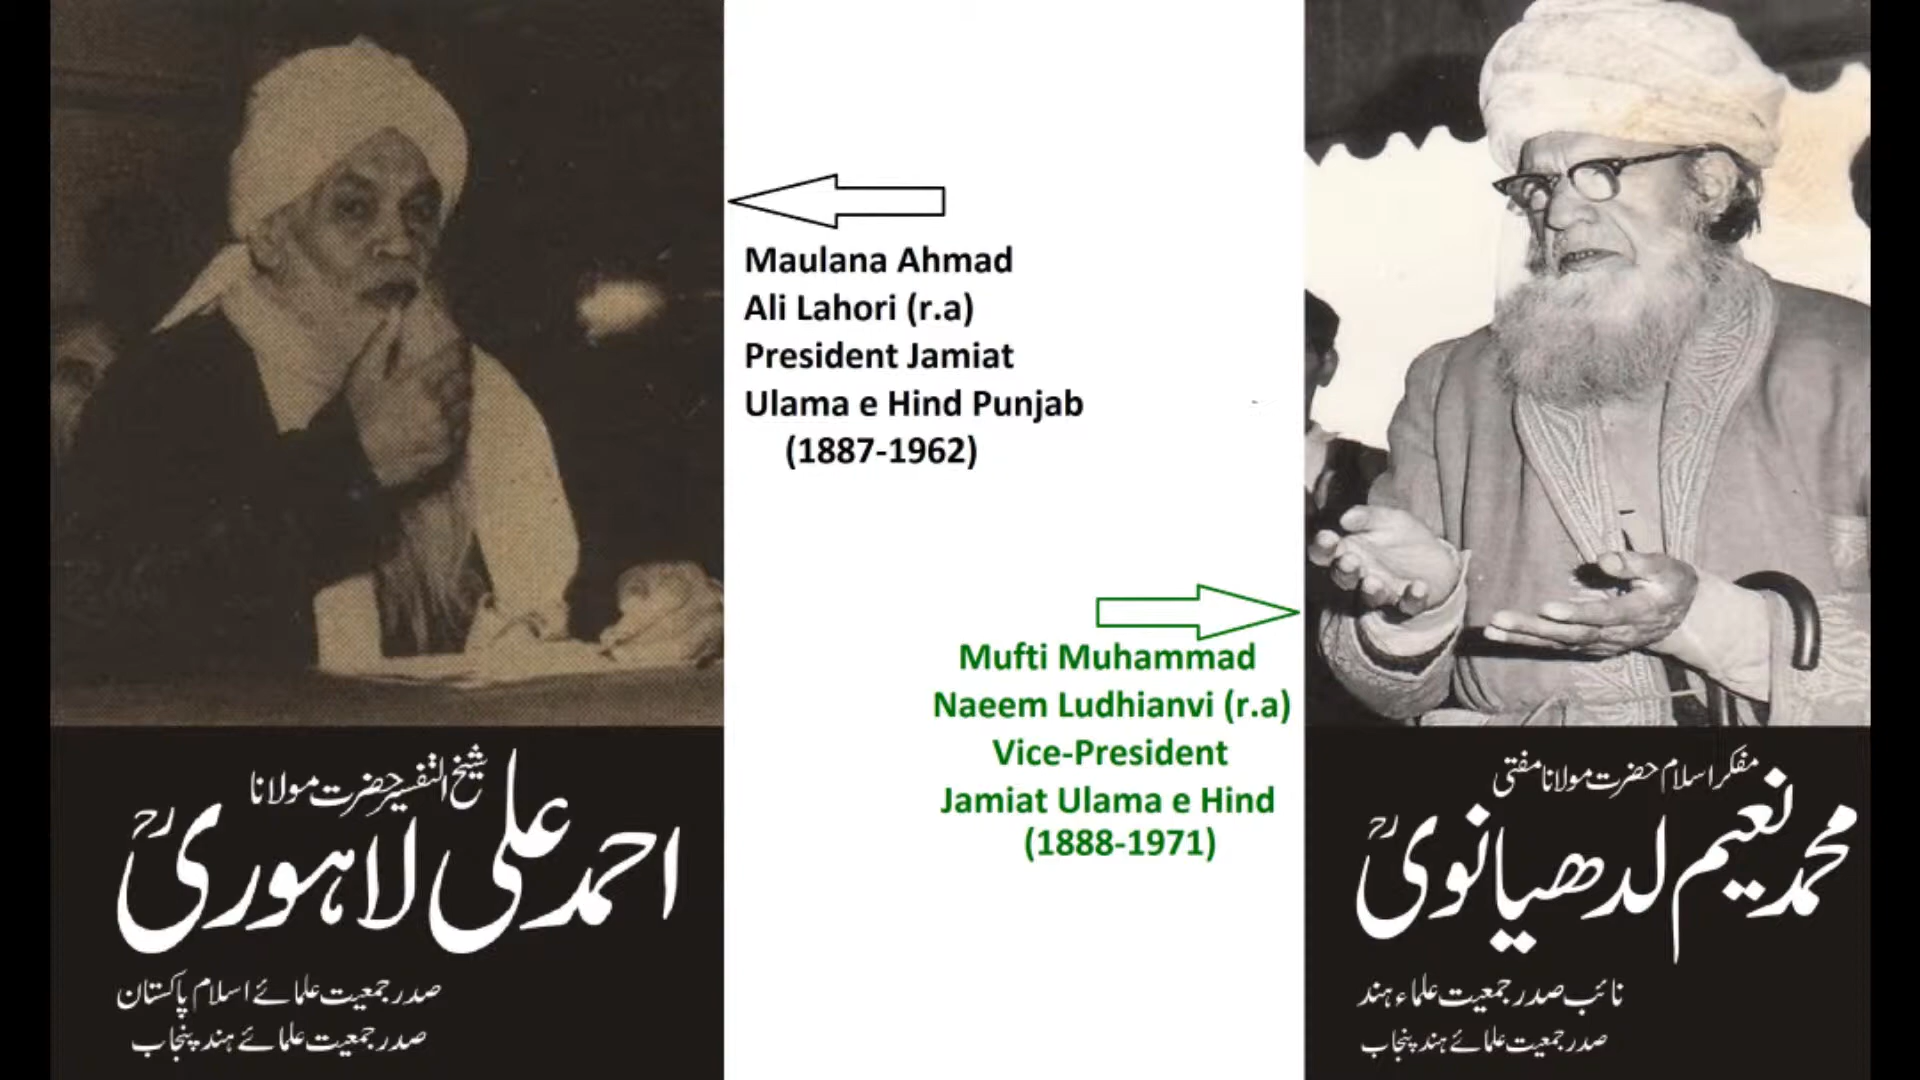 Maulana Ahmad
Ali Lahori (r.a)
President Jamiat
Ulama e Hind Punjab
(1887-1962)
Mufti Muhammad
Naeem Ludhianvi (r.a)
Vice-President
Jamiat Ulama e Hind
(1888-1971)
شیخ التفسیر حضرت مولانا
احمد علی لاہوریؒ
صدر جمعیت علمائے اسلام پاکستان
صدر جمعیت علمائے ہند پنجاب
مفکر اسلام حضرت مولانا مفتی
محمد نعیم لدھیانویؒ
نائب صدر جمعیت علماء ہند
صدر جمعیت علمائے ہند پنجاب